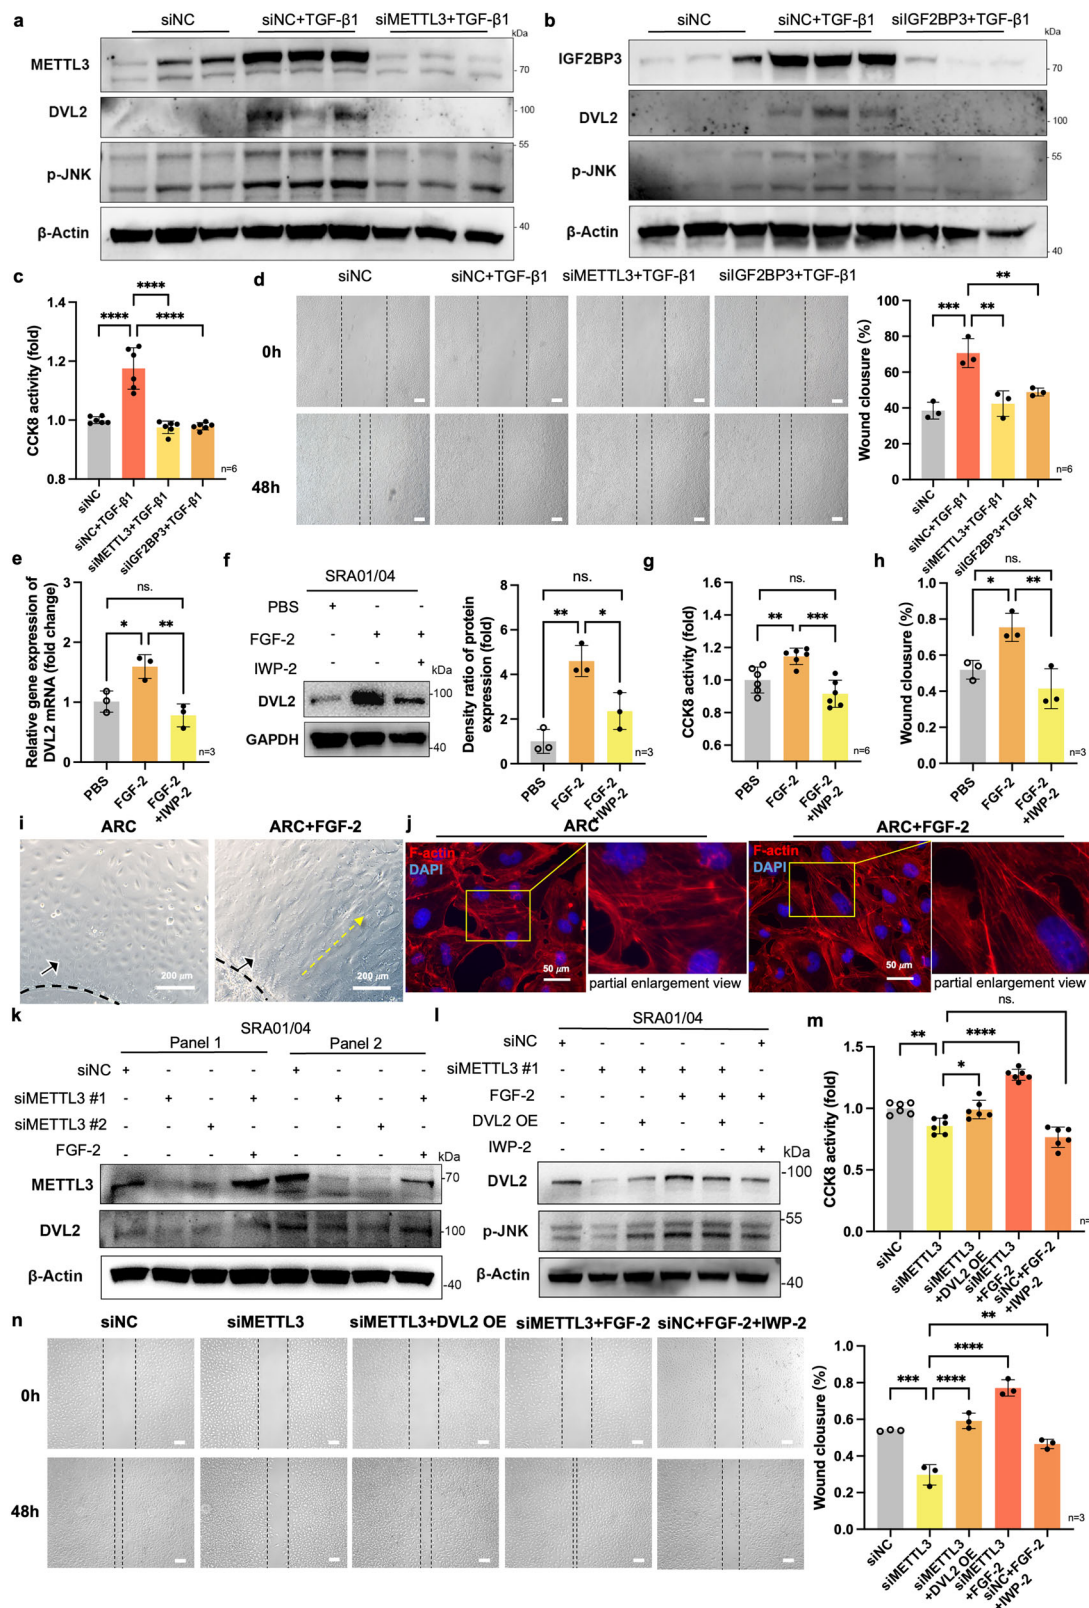 a
siNC
siNC+TGF-β1
siMETTL3+TGF-β1
kDa
METTL3
70
DVL2
100
p-JNK
55
β-Actin
40
b
siNC
siNC+TGF-β1
siIGF2BP3+TGF-β1
kDa
IGF2BP3
70
DVL2
100
p-JNK
55
β-Actin
40
c
CCK8 activity (fold)
1.4
1.2
1.0
0.8
****
****
****
n=6
siNC
siNC+TGF-β1
siMETTL3+TGF-β1
siIGF2BP3+TGF-β1
d
siNC
siNC+TGF-β1
siMETTL3+TGF-β1
siIGF2BP3+TGF-β1
0h
48h
Wound clousure (%)
100
80
60
40
20
0
**
***
**
n=6
siNC
siNC+TGF-β1
siMETTL3+TGF-β1
siIGF2BP3+TGF-β1
e
Relative gene expression of
DVL2 mRNA (fold change)
3
2
1
0
ns.
*
**
n=3
PBS
FGF-2
FGF-2
+IWP-2
f
SRA01/04
PBS
+
-
-
FGF-2
-
+
+
IWP-2
-
-
+
kDa
DVL2
100
GAPDH
40
Density ratio of protein
expression (fold)
8
6
4
2
0
ns.
**
*
n=3
PBS
FGF-2
FGF-2
+IWP-2
g
CCK8 activity (fold)
1.6
1.4
1.2
1.0
0.8
0.6
ns.
**
***
n=6
PBS
FGF-2
FGF-2
+IWP-2
h
Wound clousure (%)
1.0
0.8
0.6
0.4
0.2
0.0
ns.
*
**
n=3
PBS
FGF-2
FGF-2
+IWP-2
i
ARC
ARC+FGF-2
200 μm
200 μm
j
ARC
ARC+FGF-2
F-actin
DAPI
50 μm
partial enlargement view
F-actin
DAPI
50 μm
partial enlargement view
k
SRA01/04
Panel 1
Panel 2
siNC + - - - + - - -
siMETTL3 #1 - + - + - + - +
siMETTL3 #2 - - + - - - + -
FGF-2 - - - + - - - +
kDa
METTL3
70
DVL2
100
β-Actin
40
l
SRA01/04
siNC + - - - - +
siMETTL3 #1 - + + + + -
FGF-2 - - - + + +
DVL2 OE - - + - + -
IWP-2 - - - - - +
kDa
DVL2
100
p-JNK
55
β-Actin
40
m
CCK8 activity (fold)
1.5
1.0
0.5
0.0
ns.
**
****
*
n=
siNC
siMETTL3
siMETTL3
+DVL2 OE
siMETTL3
+FGF-2
siNC+FGF-2
+IWP-2
n
siNC
siMETTL3
siMETTL3+DVL2 OE
siMETTL3+FGF-2
siNC+FGF-2+IWP-2
0h
48h
Wound clousure (%)
1.0
0.8
0.6
0.4
0.2
0.0
**
****
***
****
n=3
siNC
siMETTL3
siMETTL3
+DVL2 OE
siMETTL3
+FGF-2
siNC+FGF-2
+IWP-2